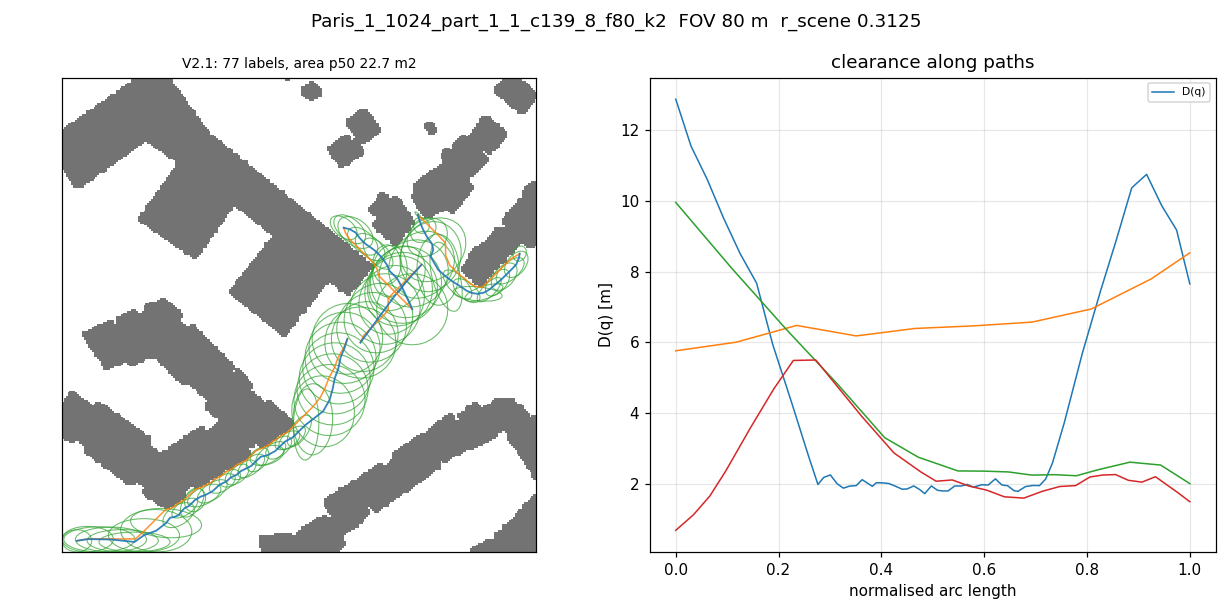 Paris_1_1024_part_1_1_c139_8_f80_k2  FOV 80 m  r_scene 0.3125
V2.1: 77 labels, area p50 22.7 m2
clearance along paths
D(q)
12
10
8
6
4
2
D(q) [m]
0.0 0.2 0.4 0.6 0.8 1.0
normalised arc length